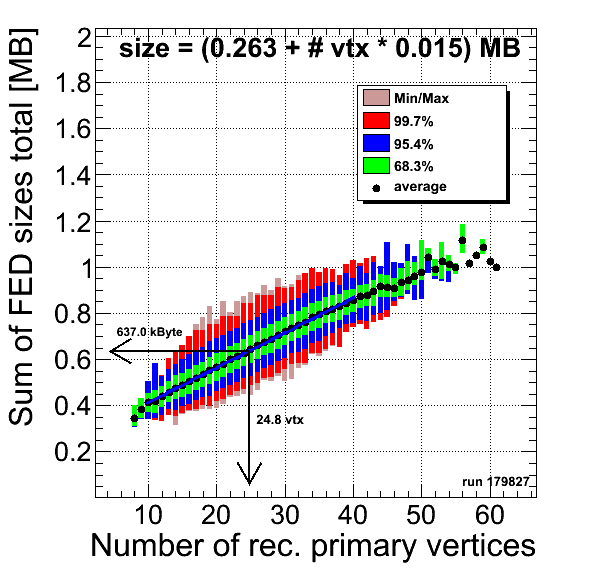 size = (0.263 + # vtx * 0.015) MB
Sum of FED sizes total [MB]
2
1.8
1.6
1.4
1.2
1
0.8
0.6
0.4
0.2
Min/Max
99.7%
95.4%
68.3%
average
637.0 kByte
24.8 vtx
run 179827
10 20 30 40 50 60
Number of rec. primary vertices